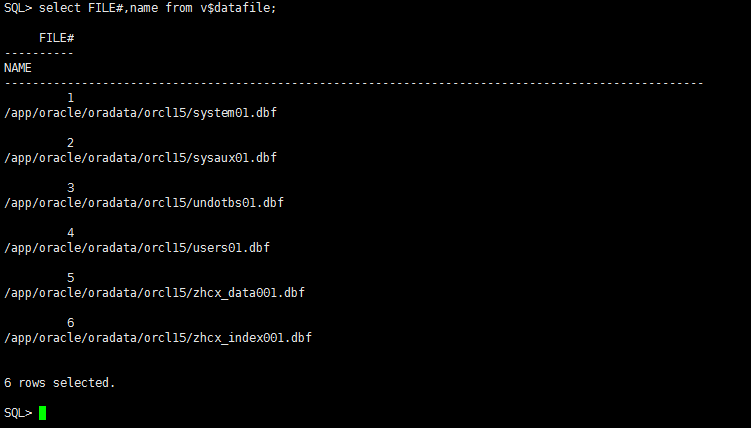 SQL> select FILE#,name from v$datafile;
FILE#
----------
NAME
----------------------------------------------------------------------------------------------------
1
/app/oracle/oradata/orcl15/system01.dbf
2
/app/oracle/oradata/orcl15/sysaux01.dbf
3
/app/oracle/oradata/orcl15/undotbs01.dbf
4
/app/oracle/oradata/orcl15/users01.dbf
5
/app/oracle/oradata/orcl15/zhcx_data001.dbf
6
/app/oracle/oradata/orcl15/zhcx_index001.dbf
6 rows selected.
SQL>